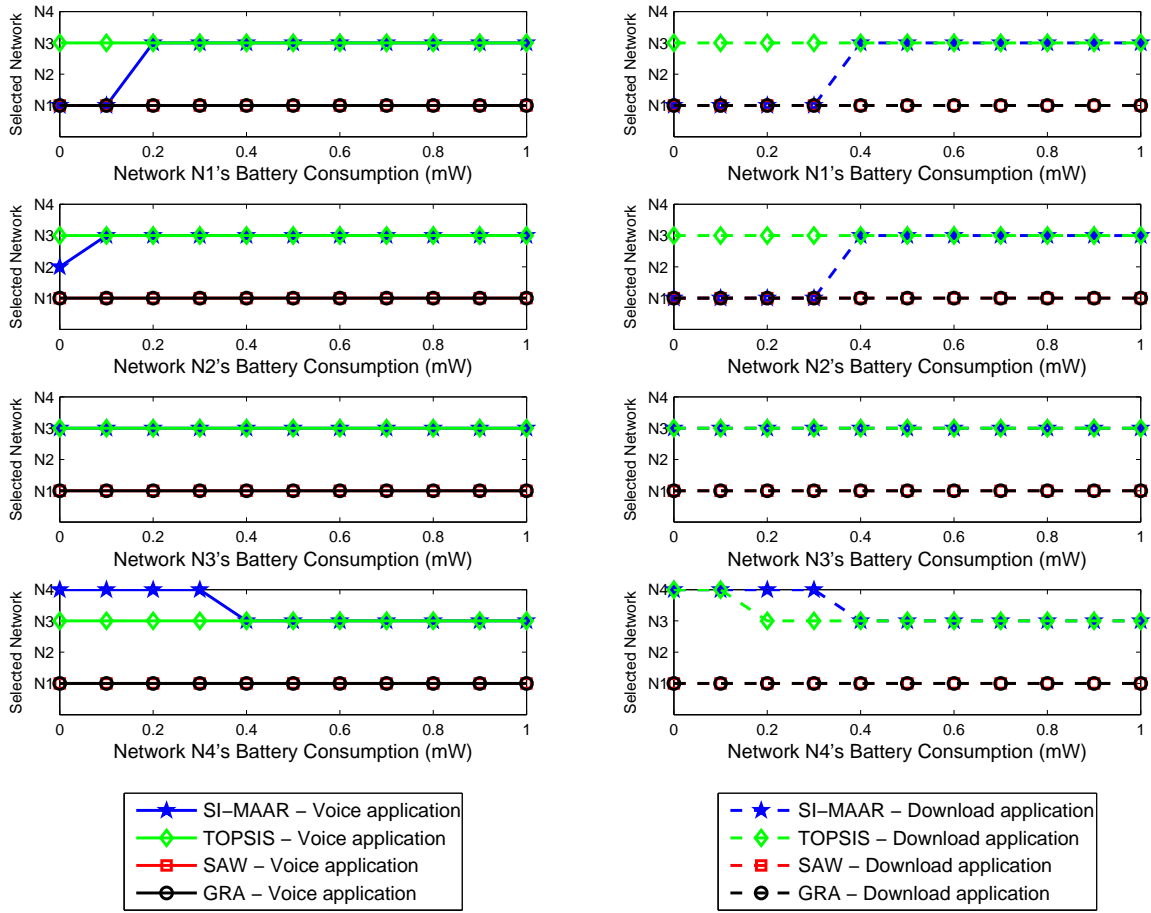 N4
N3
N2
N1
Selected Network
0 0.2 0.4 0.6 0.8 1
Network N1's Battery Consumption (mW)
N4
N3
N2
N1
Selected Network
0 0.2 0.4 0.6 0.8 1
Network N1's Battery Consumption (mW)
N4
N3
N2
N1
Selected Network
0 0.2 0.4 0.6 0.8 1
Network N2's Battery Consumption (mW)
N4
N3
N2
N1
Selected Network
0 0.2 0.4 0.6 0.8 1
Network N2's Battery Consumption (mW)
N4
N3
N2
N1
Selected Network
0 0.2 0.4 0.6 0.8 1
Network N3's Battery Consumption (mW)
N4
N3
N2
N1
Selected Network
0 0.2 0.4 0.6 0.8 1
Network N3's Battery Consumption (mW)
N4
N3
N2
N1
Selected Network
0 0.2 0.4 0.6 0.8 1
Network N4's Battery Consumption (mW)
N4
N3
N2
N1
Selected Network
0 0.2 0.4 0.6 0.8 1
Network N4's Battery Consumption (mW)
SI−MAAR − Voice application
TOPSIS − Voice application
SAW − Voice application
GRA − Voice application
SI−MAAR − Download application
TOPSIS − Download application
SAW − Download application
GRA − Download application